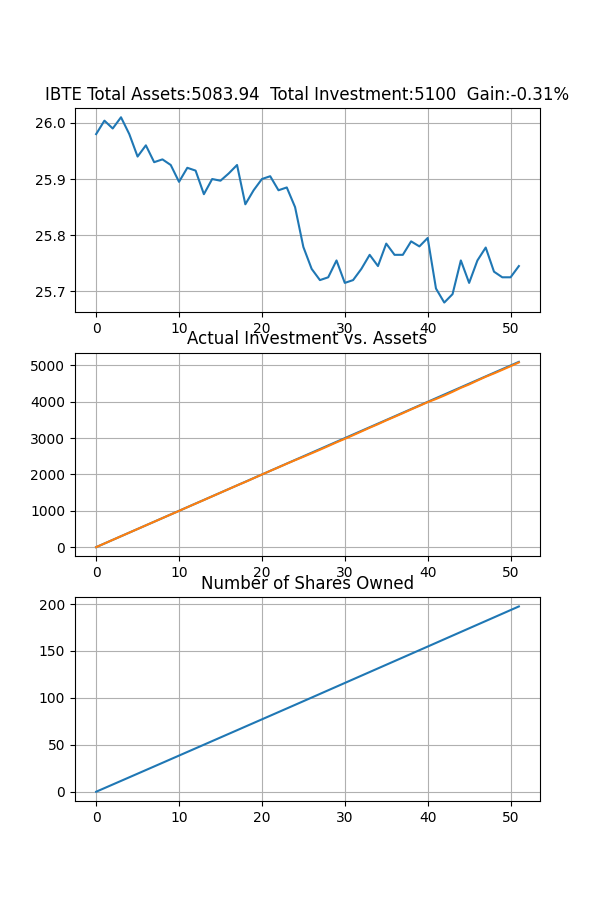 IBTE Total Assets:5083.94  Total Investment:5100  Gain:-0.31%
26.0
25.9
25.8
25.7
0 10 20 30 40 50
Actual Investment vs. Assets
5000
4000
3000
2000
1000
0
0 10 20 30 40 50
Number of Shares Owned
200
150
100
50
0
0 10 20 30 40 50